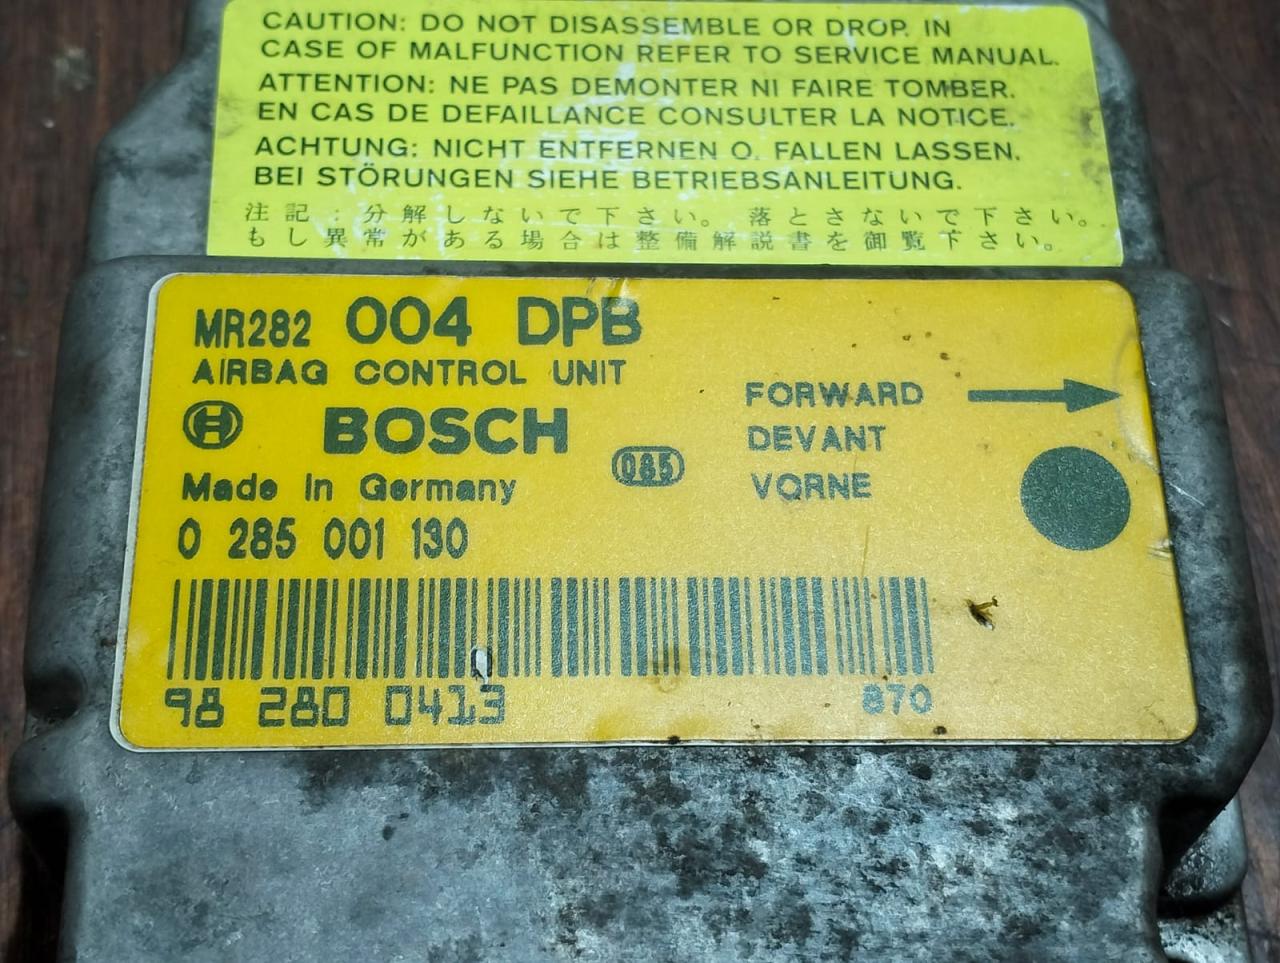 CAUTION: DO NOT DISASSEMBLE OR DROP. IN
CASE OF MALFUNCTION REFER TO SERVICE MANUAL.
ATTENTION: NE PAS DEMONTER NI FAIRE TOMBER.
EN CAS DE DEFAILLANCE CONSULTER LA NOTICE.
ACHTUNG: NICHT ENTFERNEN O. FALLEN LASSEN.
BEI STÖRUNGEN SIEHE BETRIEBSANLEITUNG.
注記:分解しないで下さい。落とさないで下さい。
もし異常がある場合は整備解説書を御覧下さい。
MR282 004 DPB
AIRBAG CONTROL UNIT
BOSCH
Made in Germany
085
0 285 001 130
FORWARD
DEVANT
VORNE
98 280 0413 870